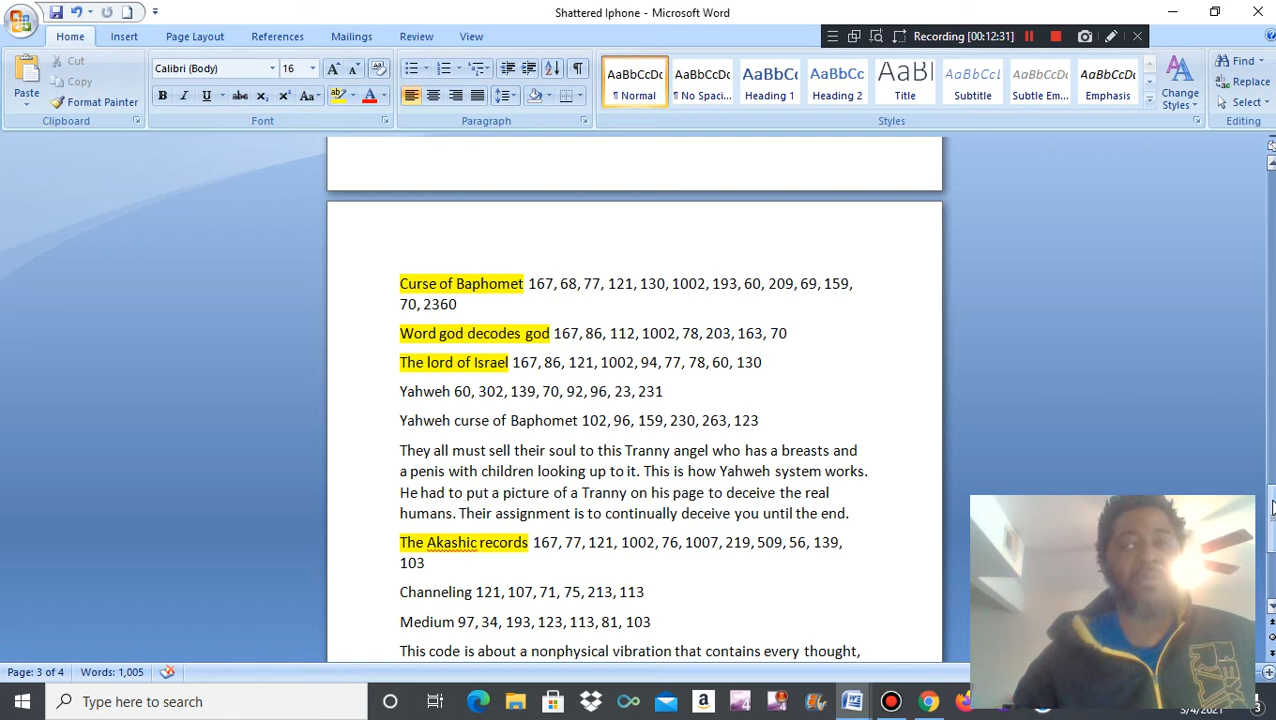 Shattered Iphone - Microsoft Word
Home Insert Page Layout References Mailings Review View
Recording [00:12:31]
Paste
Cut
Copy
Format Painter
Calibri (Body) 16
AaBbCcDc AaBbCcDc AaBbCc AaBbCc AaBl AaBbCcL AaBbCcDc AaBbCcDc
¶ Normal ¶ No Spaci... Heading 1 Heading 2 Title Subtitle Subtle Em... Emphasis
Change Styles
Find
Replace
Select
Clipboard Font Paragraph Styles Editing
Curse of Baphomet 167, 68, 77, 121, 130, 1002, 193, 60, 209, 69, 159,
70, 2360
Word god decodes god 167, 86, 112, 1002, 78, 203, 163, 70
The lord of Israel 167, 86, 121, 1002, 94, 77, 78, 60, 130
Yahweh 60, 302, 139, 70, 92, 96, 23, 231
Yahweh curse of Baphomet 102, 96, 159, 230, 263, 123
They all must sell their soul to this Tranny angel who has a breasts and
a penis with children looking up to it. This is how Yahweh system works.
He had to put a picture of a Tranny on his page to deceive the real
humans. Their assignment is to continually deceive you until the end.
The Akashic records 167, 77, 121, 1002, 76, 1007, 219, 509, 56, 139,
103
Channeling 121, 107, 71, 75, 213, 113
Medium 97, 34, 193, 123, 113, 81, 103
This code is about a nonphysical vibration that contains every thought,
Page: 3 of 4 Words: 1,005
Type here to search